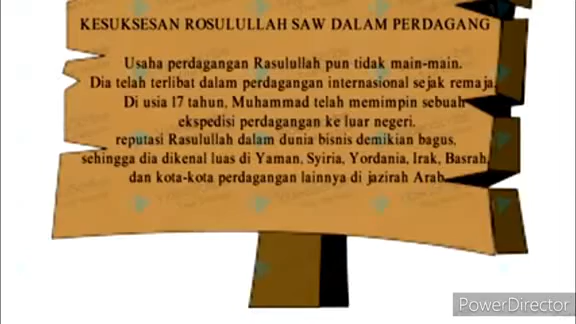 KESUKSESAN ROSULULLAH SAW DALAM PERDAGANG
Usaha perdagangan Rasulullah pun tidak main-main.
Dia telah terlibat dalam perdagangan internasional sejak remaja.
Di usia 17 tahun, Muhammad telah memimpin sebuah
ekspedisi perdagangan ke luar negeri.
reputasi Rasulullah dalam dunia bisnis demikian bagus,
sehingga dia dikenal luas di Yaman, Syiria, Yordania, Irak, Basrah,
dan kota-kota perdagangan lainnya di jazirah Arab.
PowerDirector